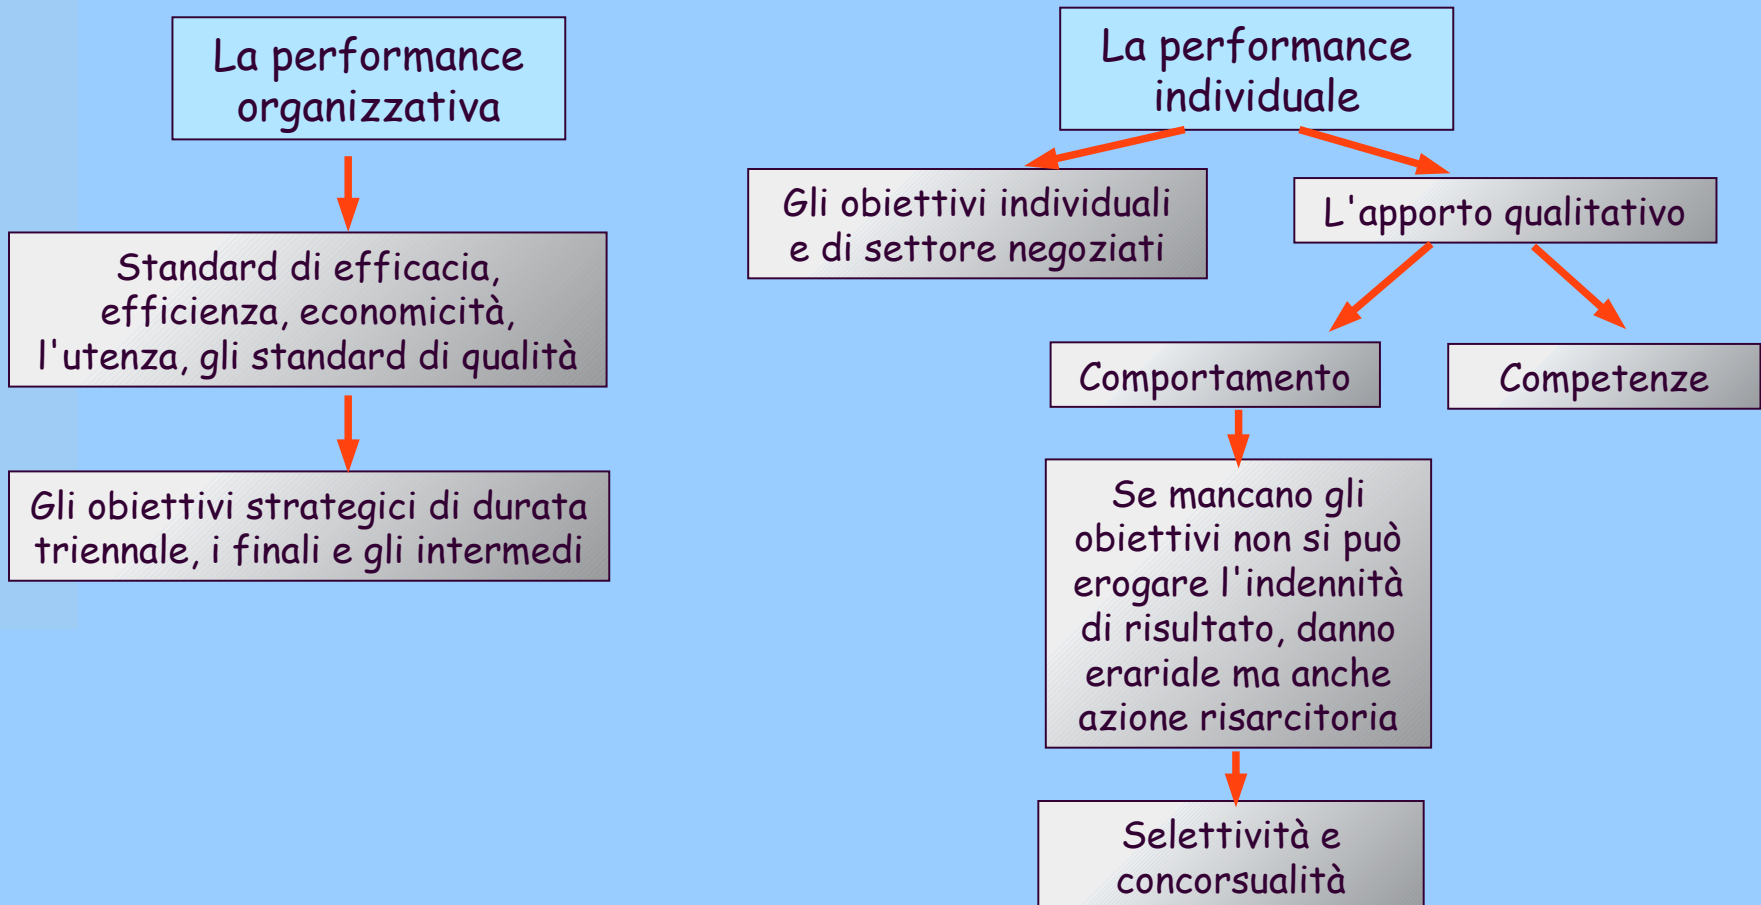 La performance
organizzativa
Standard di efficacia,
efficienza, economicità,
l'utenza, gli standard di qualità
Gli obiettivi strategici di durata
triennale, i finali e gli intermedi
La performance
individuale
Gli obiettivi individuali
e di settore negoziati
L'apporto qualitativo
Comportamento
Competenze
Se mancano gli
obiettivi non si può
erogare l'indennità
di risultato, danno
erariale ma anche
azione risarcitoria
Selettività e
concorsualità